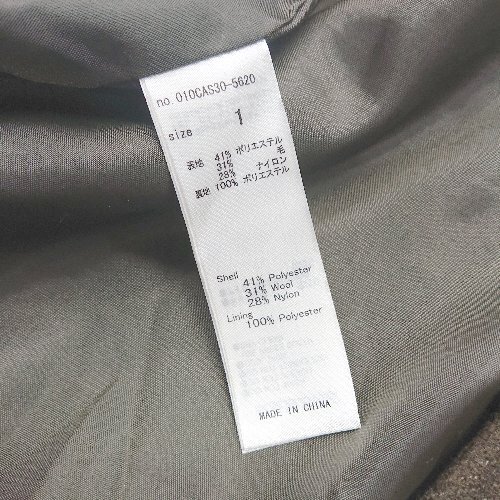 no. 010CAS30-5620
size 1
表地 41% ポリエステル
31% 毛
28% ナイロン
裏地 100% ポリエステル
Shell
41% Polyester
31% Wool
28% Nylon
Lining
100% Polyester
MADE IN CHINA